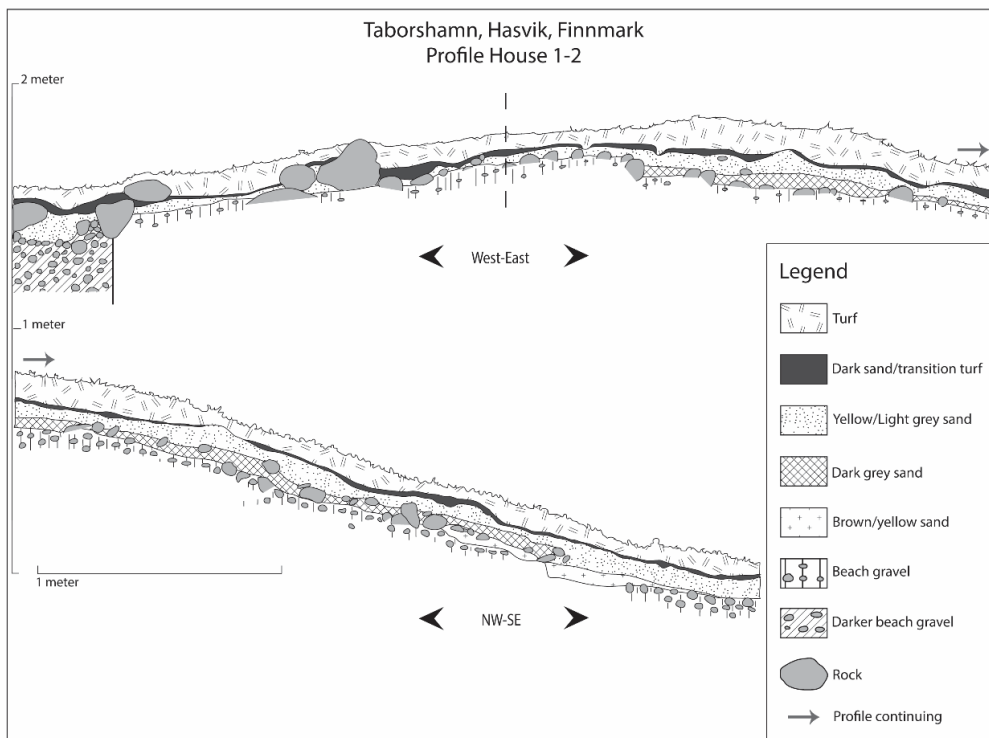 Taborshamn, Hasvik, Finnmark
Profile House 1-2
2 meter
West-East
1 meter
1 meter
NW-SE
Legend
Turf
Dark sand/transition turf
Yellow/Light grey sand
Dark grey sand
Brown/yellow sand
Beach gravel
Darker beach gravel
Rock
Profile continuing